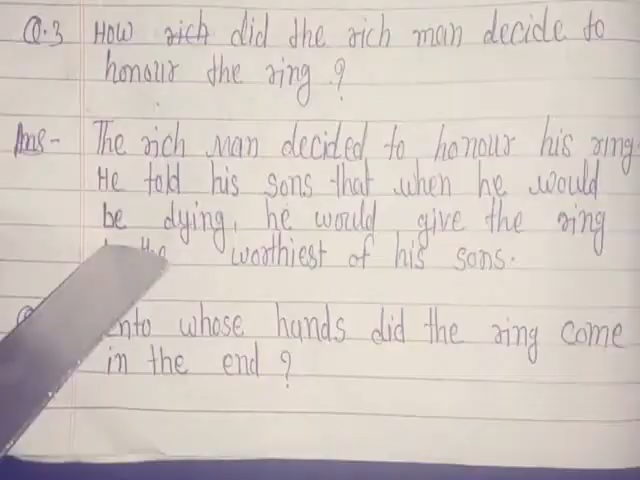 Q.3 How rich did the rich man decide to
honour the ring ?
Ans- The rich man decided to honour his ring.
He told his sons that when he would
be dying, he would give the ring
the worthiest of his sons.
into whose hands did the ring come
in the end ?